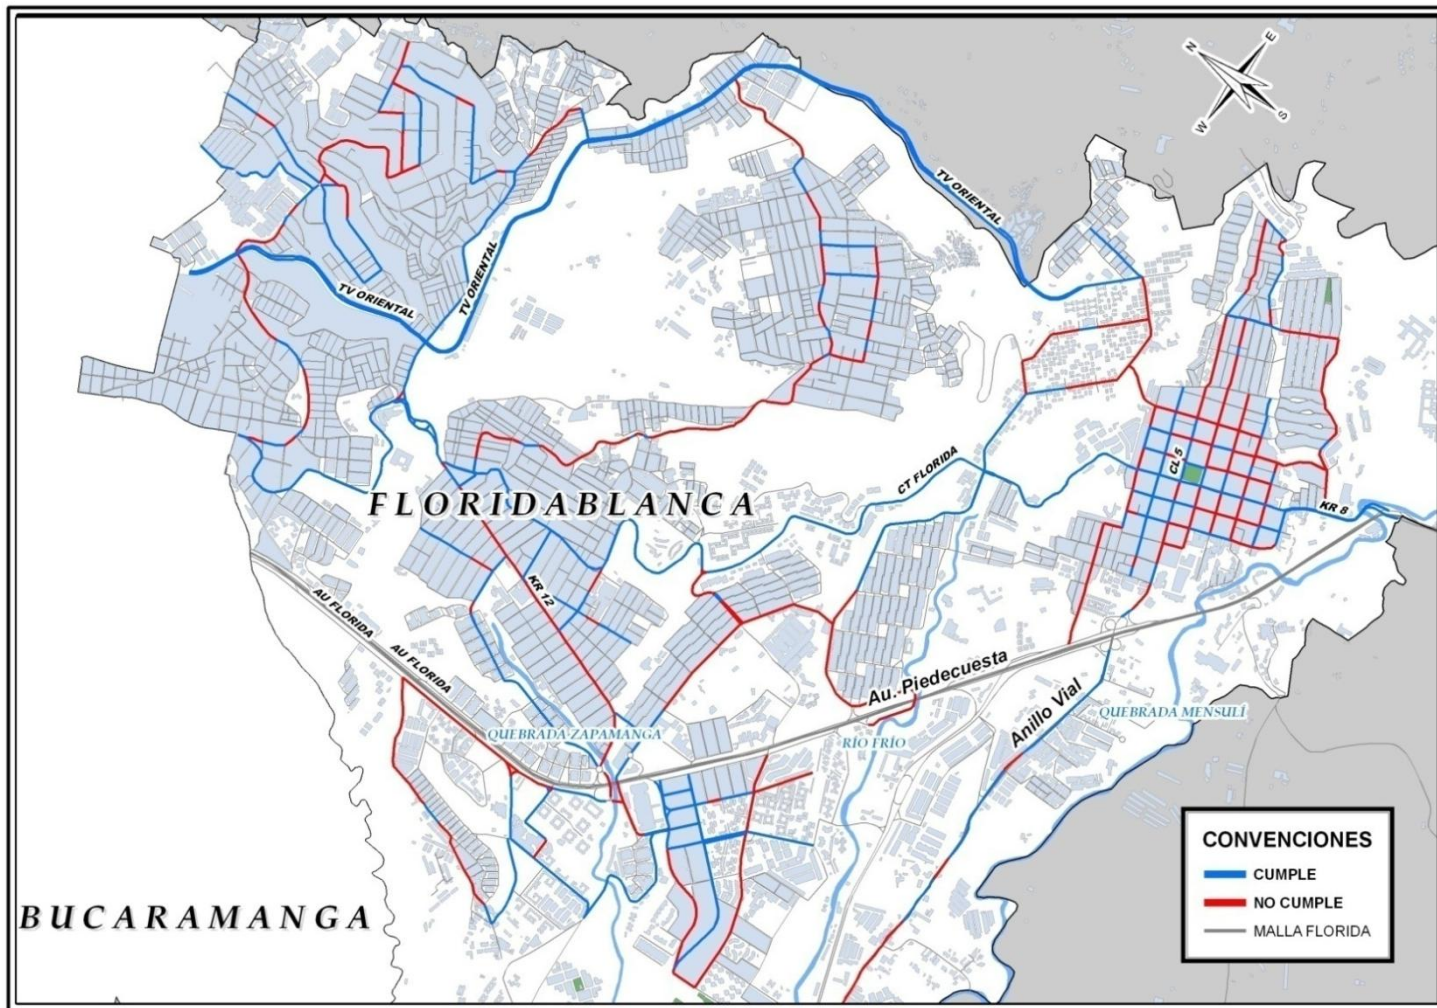 N
E
W
S
TV ORIENTAL
TV ORIENTAL
TV ORIENTAL
CT FLORIDA
CL 5
KR 8
FLORIDABLANCA
KR 12
AU FLORIDA
AU FLORIDA
Au. Piedecuesta
Anillo Vial
QUEBRADA MENSULÍ
QUEBRADA ZAPAMANGA
RÍO FRÍO
BUCARAMANGA
CONVENCIONES
CUMPLE
NO CUMPLE
MALLA FLORIDA